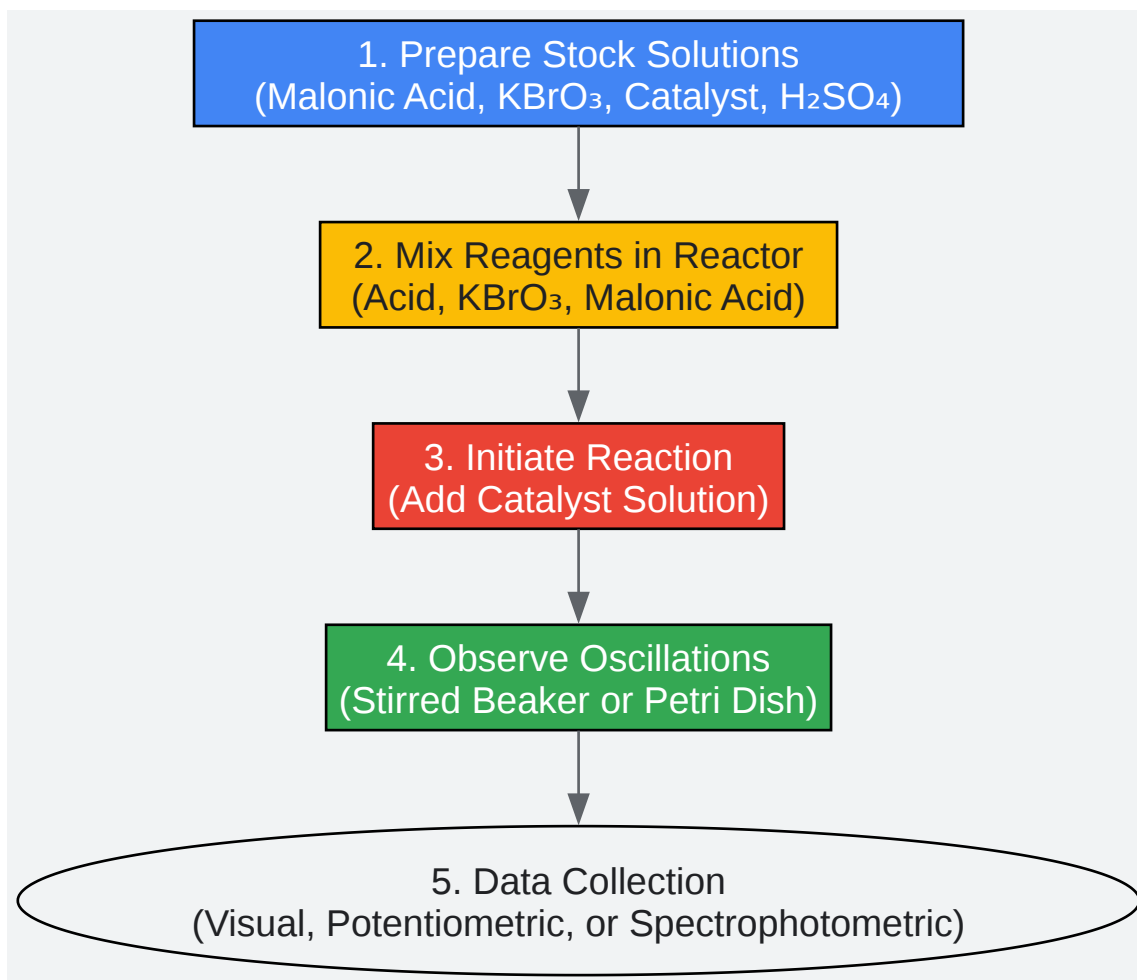 1. Prepare Stock Solutions
(Malonic Acid, KBrO₃, Catalyst, H₂SO₄)
2. Mix Reagents in Reactor
(Acid, KBrO₃, Malonic Acid)
3. Initiate Reaction
(Add Catalyst Solution)
4. Observe Oscillations
(Stirred Beaker or Petri Dish)
5. Data Collection
(Visual, Potentiometric, or Spectrophotometric)